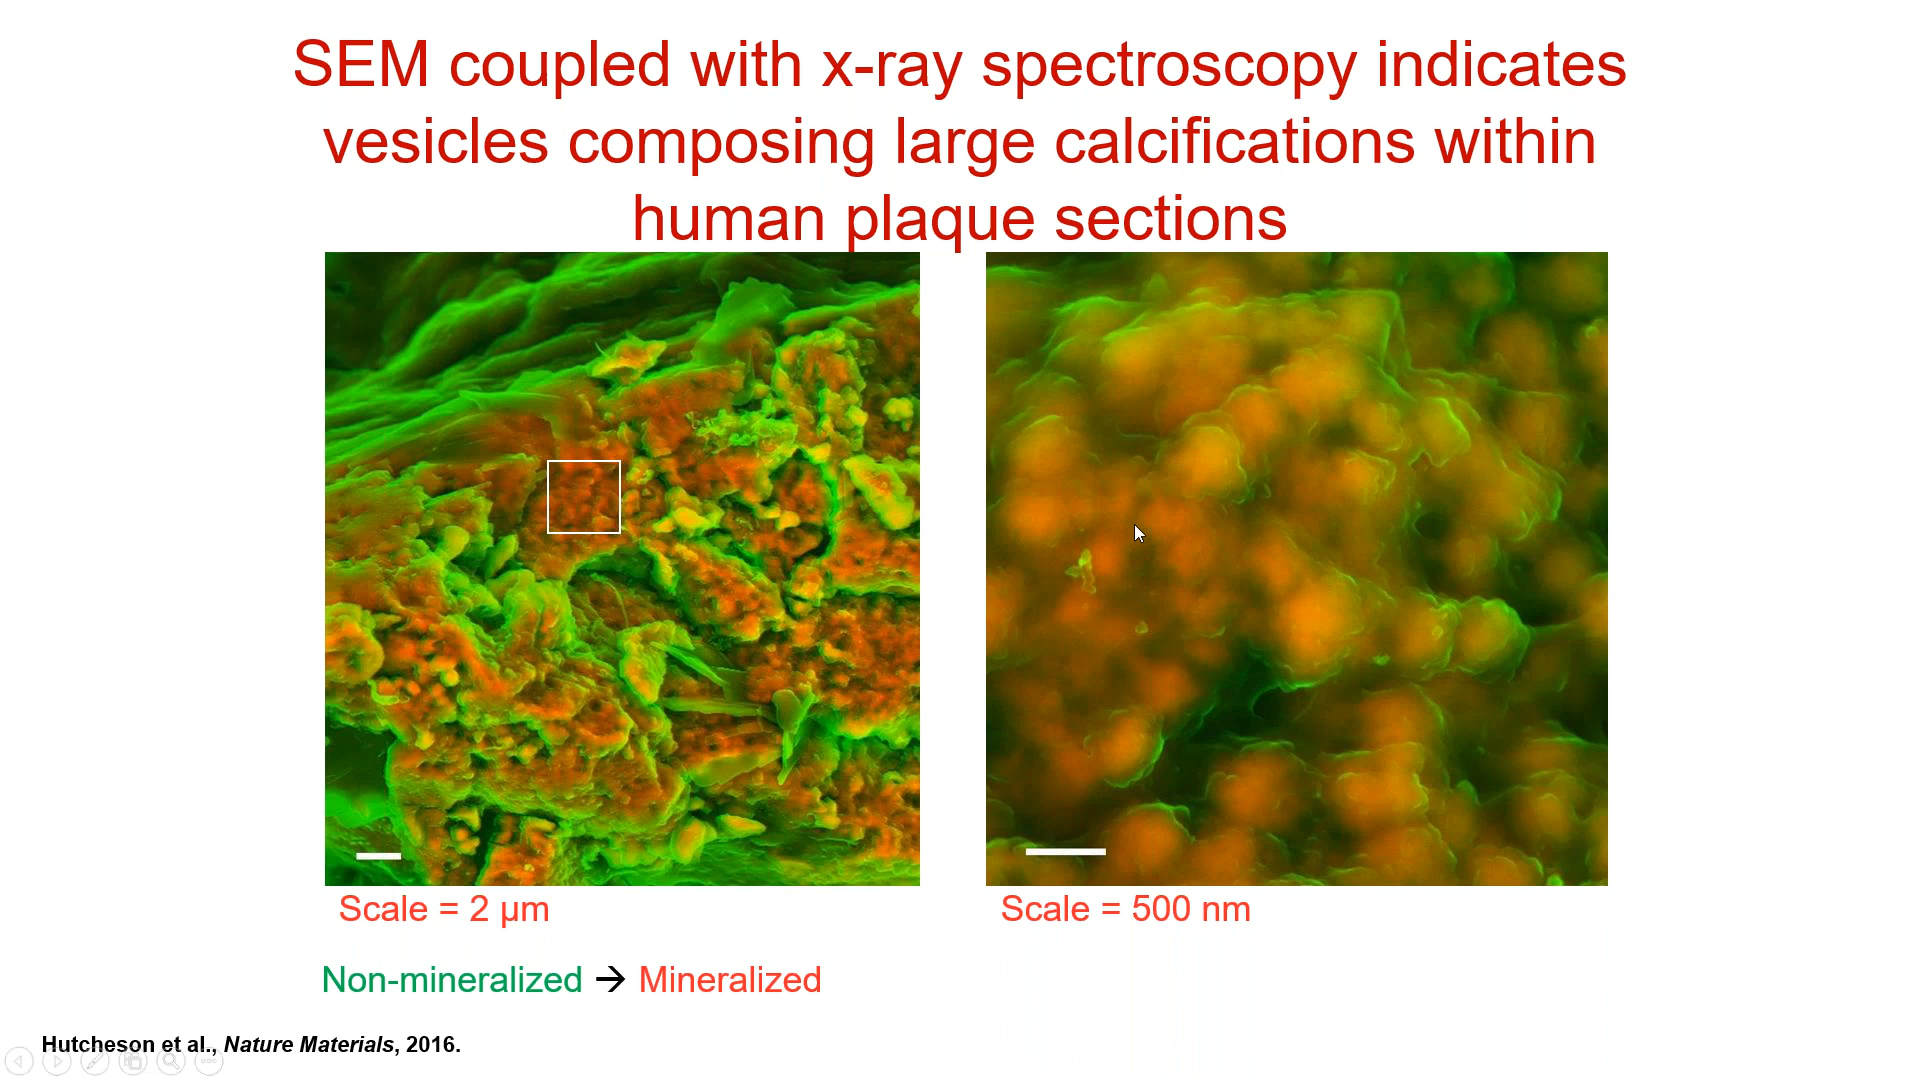 SEM coupled with x-ray spectroscopy indicates
vesicles composing large calcifications within
human plaque sections
Scale = 2 µm
Scale = 500 nm
Non-mineralized → Mineralized
Hutcheson et al., Nature Materials, 2016.